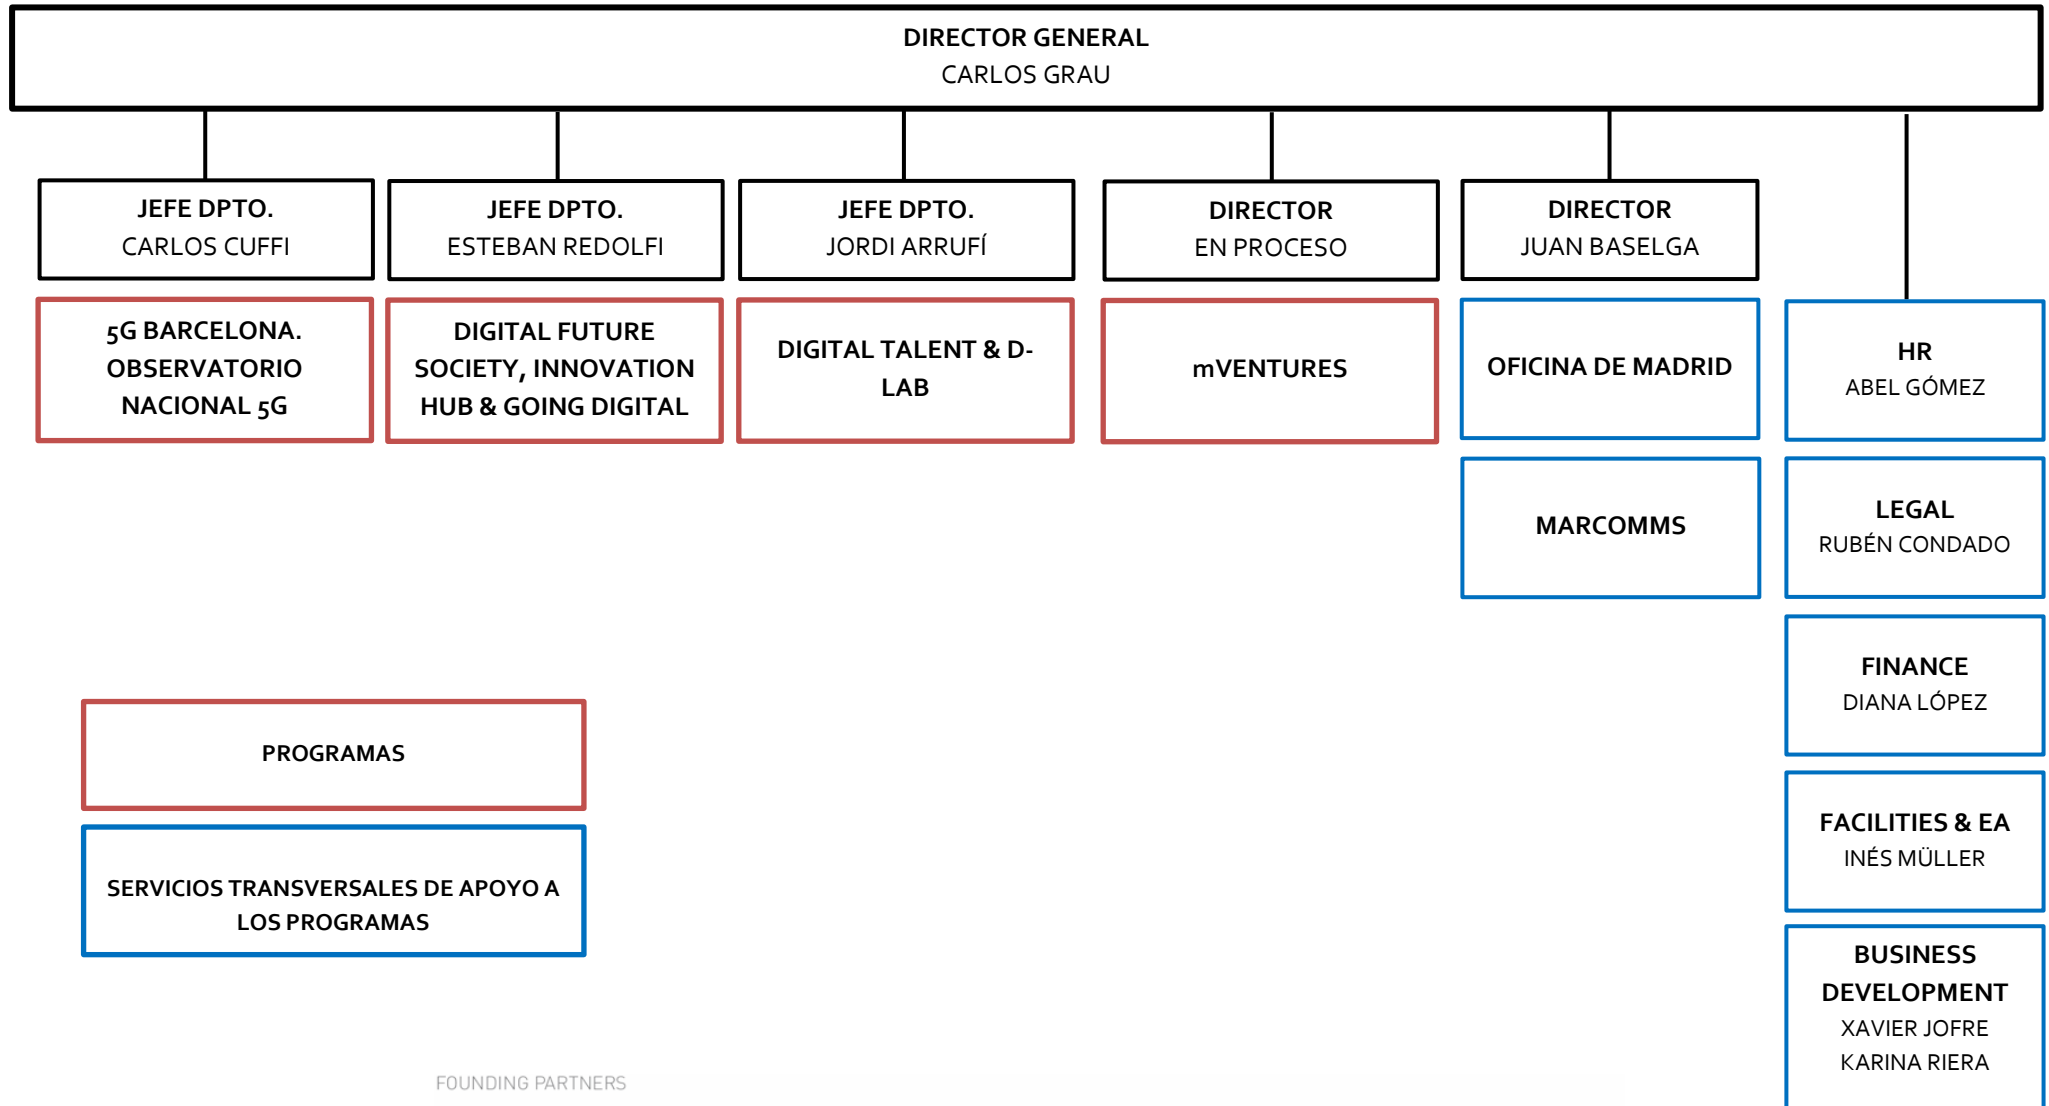 DIRECTOR GENERAL
CARLOS GRAU
JEFE DPTO.
CARLOS CUFFI
JEFE DPTO.
ESTEBAN REDOLFI
JEFE DPTO.
JORDI ARRUFÍ
DIRECTOR
EN PROCESO
DIRECTOR
JUAN BASELGA
5G BARCELONA.
OBSERVATORIO
NACIONAL 5G
DIGITAL FUTURE
SOCIETY, INNOVATION
HUB & GOING DIGITAL
DIGITAL TALENT & D-
LAB
mVENTURES
OFICINA DE MADRID
HR
ABEL GÓMEZ
MARCOMMS
LEGAL
RUBÉN CONDADO
FINANCE
DIANA LÓPEZ
FACILITIES & EA
INÉS MÜLLER
BUSINESS
DEVELOPMENT
XAVIER JOFRE
KARINA RIERA
PROGRAMAS
SERVICIOS TRANSVERSALES DE APOYO A
LOS PROGRAMAS
FOUNDING PARTNERS